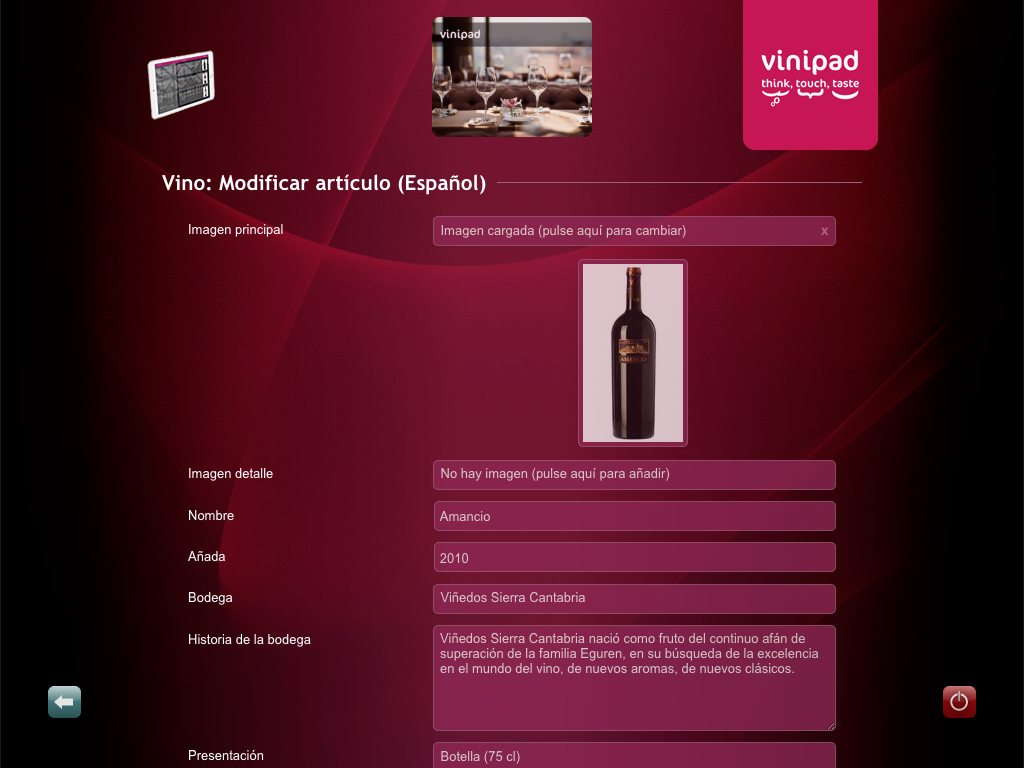 vinipad
vinipad
think, touch, taste
Vino: Modificar artículo (Español)
Imagen principal
Imagen cargada (pulse aquí para cambiar)
x
AMANCIO
Imagen detalle
No hay imagen (pulse aquí para añadir)
Nombre
Amancio
Añada
2010
Bodega
Viñedos Sierra Cantabria
Historia de la bodega
Viñedos Sierra Cantabria nació como fruto del continuo afán de
superación de la familia Eguren, en su búsqueda de la excelencia
en el mundo del vino, de nuevos aromas, de nuevos clásicos.
Presentación
Botella (75 cl)